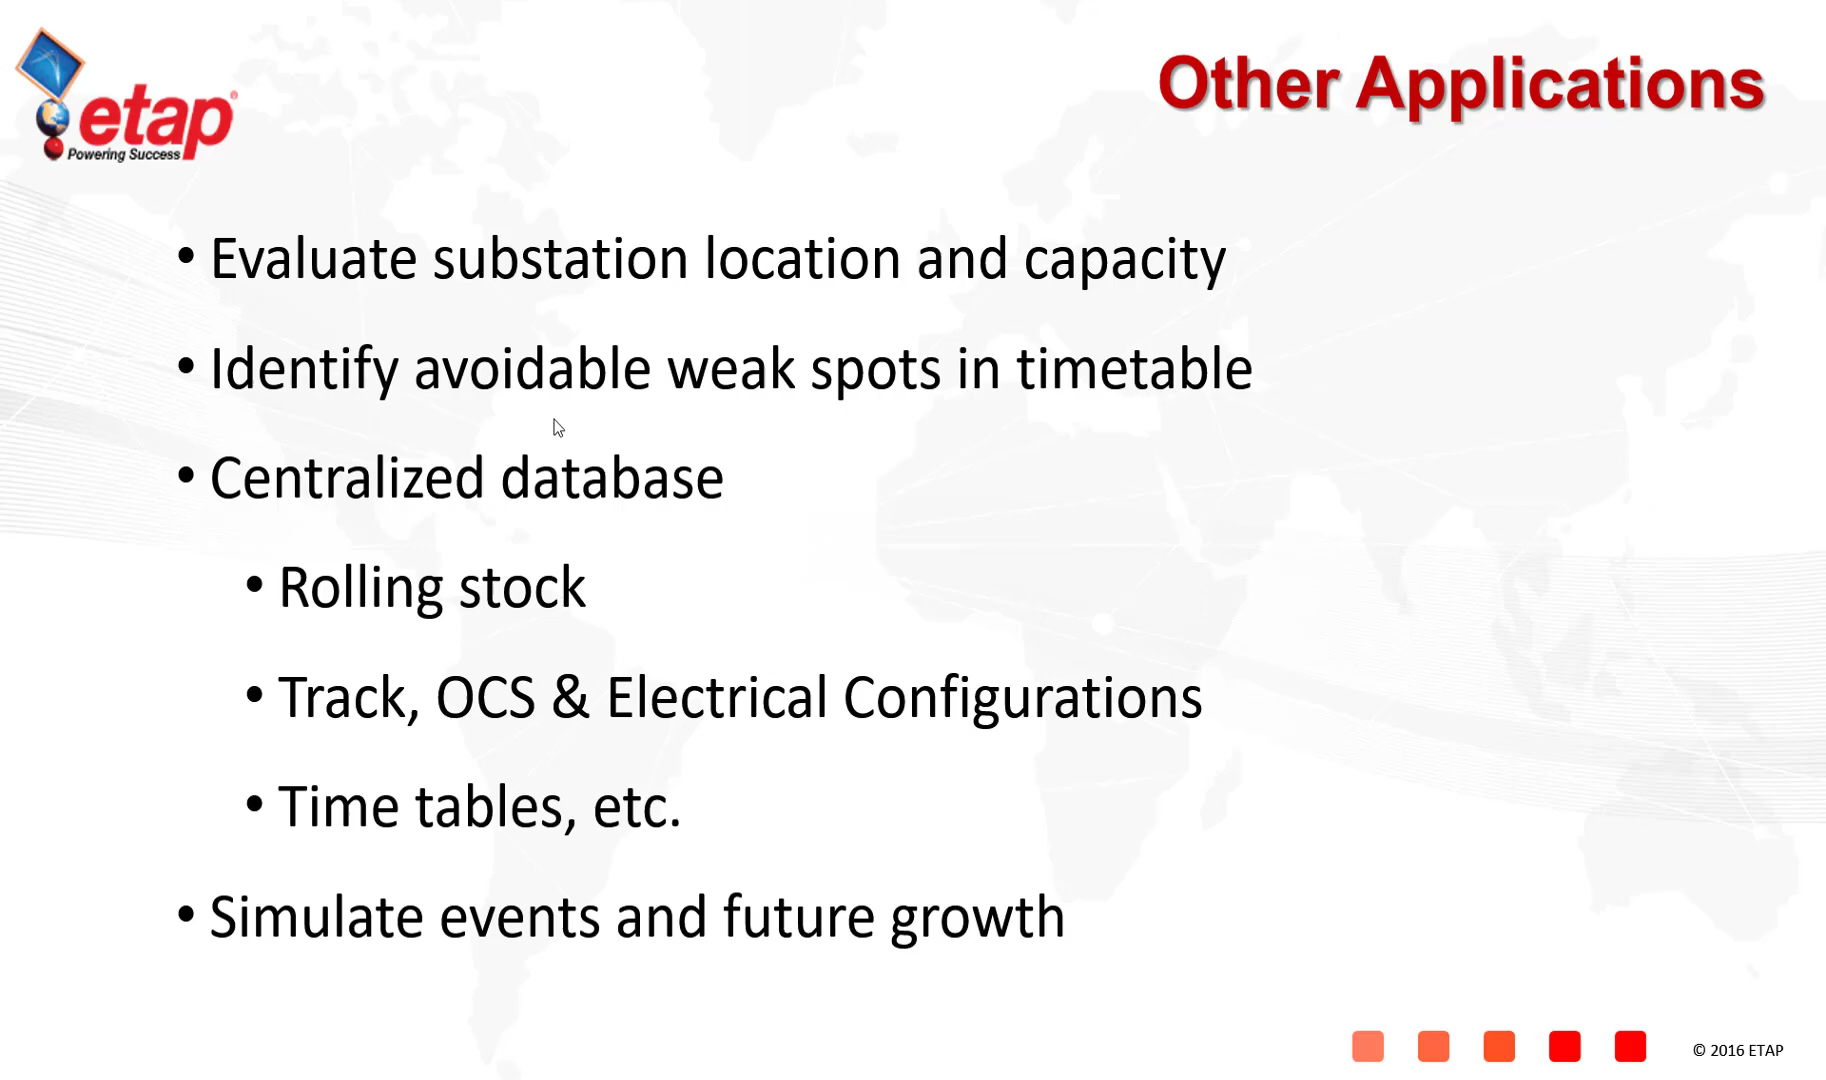 etap®
Powering Success
Other Applications
• Evaluate substation location and capacity
• Identify avoidable weak spots in timetable
• Centralized database
• Rolling stock
• Track, OCS & Electrical Configurations
• Time tables, etc.
• Simulate events and future growth
© 2016 ETAP